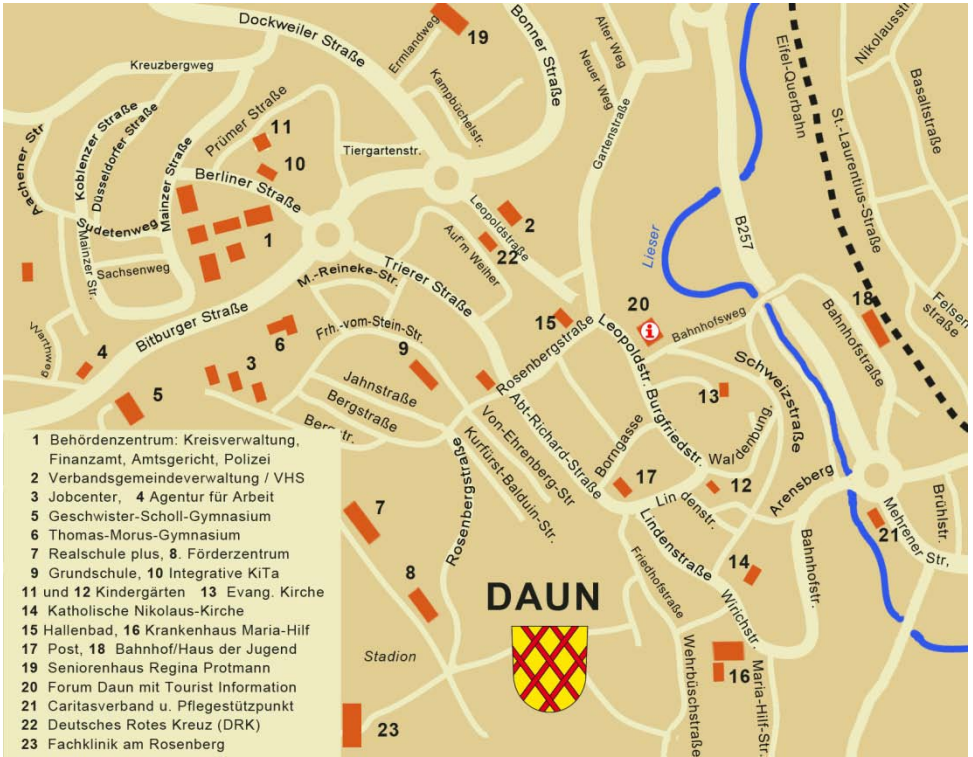 Dockweiler Straße
Ermlandweg
19
Bonner Straße
Alter Weg
Neuer Weg
Nikolausstr
Eifel-Querbahn
Kreuzbergweg
Kampbüchelstr.
Basaltstraße
Aachener Str
Koblenzer Straße
Düsseldorfer Straße
Mainzer Straße
Prümer Straße
11
10
Tiergartenstr.
Gartenstraße
St.-Laurentius-Straße
Berliner Straße
Leopoldstraße
2
22
Auf'm Weiher
B257
Lieser
Sudetenweg
Mainzer Str.
Sachsenweg
1
M.-Reineke-Str.
Trierer Straße
Bitburger Straße
Frh.-vom-Stein-Str.
15
20
i
Bahnhofsweg
18
Bahnhofstraße
Felsen
straße
Warthweg
4
5
3
6
9
Rosenbergstraße
Leopoldstr.
Burgfriedstr.
13
Schweizstraße
Jahnstraße
Bergstraße
Bergstr.
Abt-Richard-Straße
Von-Ehrenberg-Str
Kurfürst-Balduin-Str.
Borngasse
Waldenburg.
17
12
Lindenstr.
Arensberg
Mehrener Str,
Brühlstr.
21
Rosenbergstraße
7
8
Lindenstraße
14
Bahnhofstr.
Friedhofstraße
Wirichstr.
DAUN
Stadion
Wehrbüschstraße
16
Maria-Hilf-Str.
23
1 Behördenzentrum: Kreisverwaltung,
Finanzamt, Amtsgericht, Polizei
2 Verbandsgemeindeverwaltung / VHS
3 Jobcenter, 4 Agentur für Arbeit
5 Geschwister-Scholl-Gymnasium
6 Thomas-Morus-Gymnasium
7 Realschule plus, 8. Förderzentrum
9 Grundschule, 10 Integrative KiTa
11 und 12 Kindergärten 13 Evang. Kirche
14 Katholische Nikolaus-Kirche
15 Hallenbad, 16 Krankenhaus Maria-Hilf
17 Post, 18 Bahnhof/Haus der Jugend
19 Seniorenhaus Regina Protmann
20 Forum Daun mit Tourist Information
21 Caritasverband u. Pflegestützpunkt
22 Deutsches Rotes Kreuz (DRK)
23 Fachklinik am Rosenberg